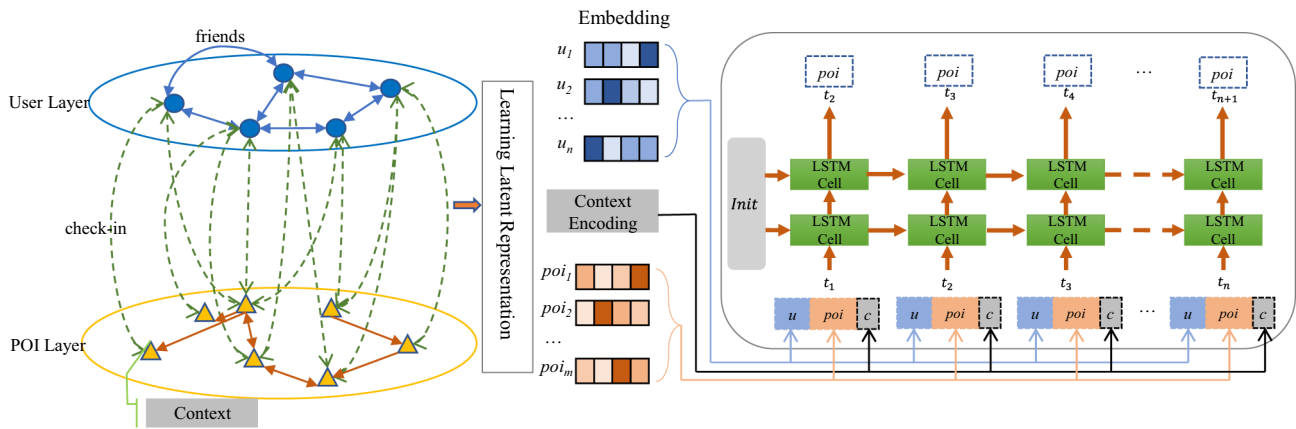 friends
User Layer
check-in
POI Layer
Context
Learning Latent Representation
Embedding
u1
u2
...
un
Context
Encoding
poi1
poi2
...
poim
Init
poi poi poi ... poi
t2 t3 t4 tn+1
LSTM Cell LSTM Cell LSTM Cell LSTM Cell
LSTM Cell LSTM Cell LSTM Cell LSTM Cell
t1 t2 t3 tn
u poi c u poi c u poi c ... u poi c